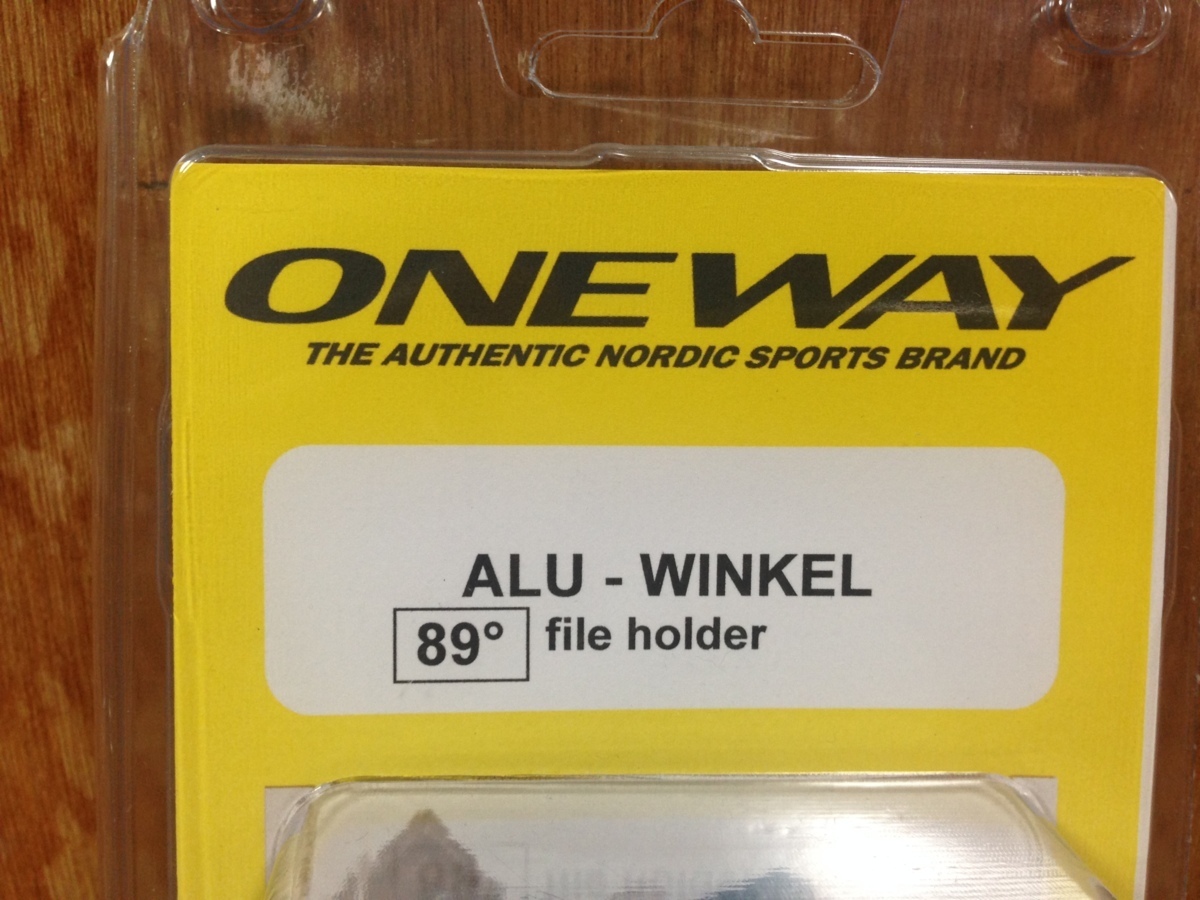 ONEWAY
THE AUTHENTIC NORDIC SPORTS BRAND
ALU - WINKEL
89° file holder